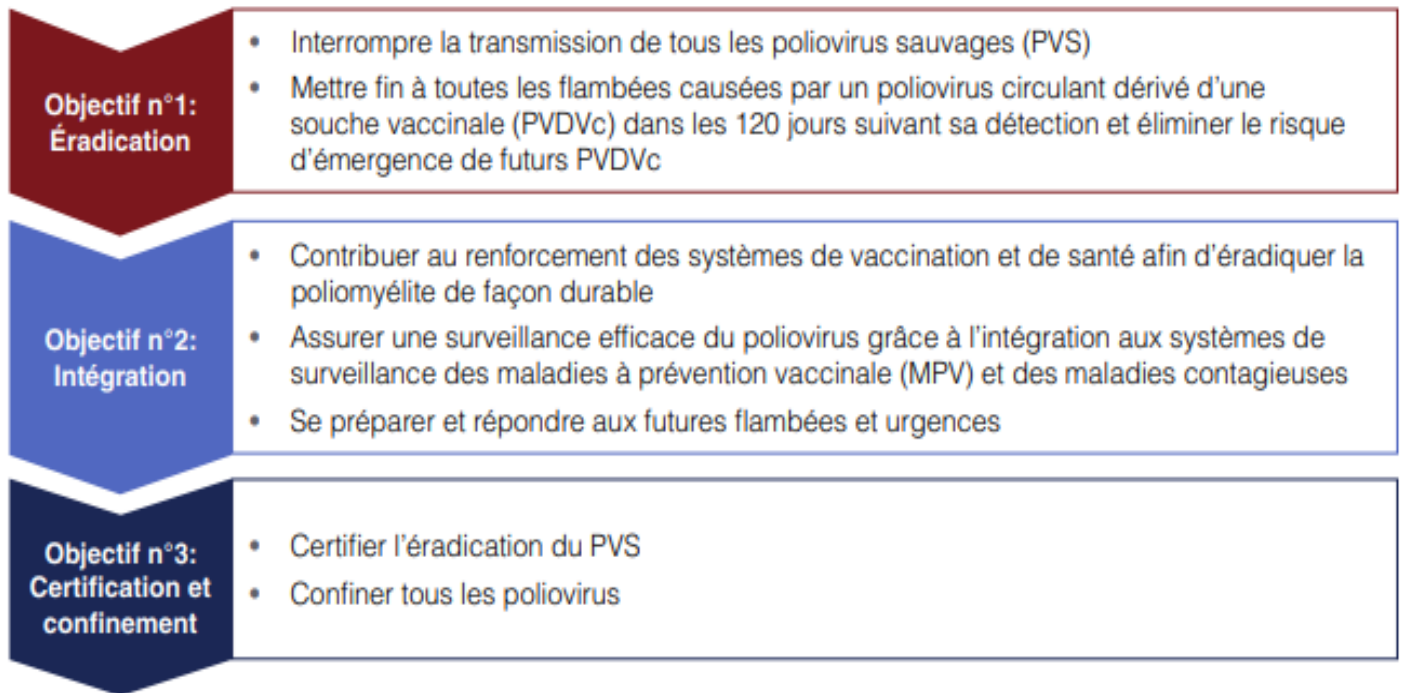 Objectif n°1:
Éradication
• Interrompre la transmission de tous les poliovirus sauvages (PVS)
• Mettre fin à toutes les flambées causées par un poliovirus circulant dérivé d’une
souche vaccinale (PVDVc) dans les 120 jours suivant sa détection et éliminer le risque
d’émergence de futurs PVDVc
Objectif n°2:
Intégration
• Contribuer au renforcement des systèmes de vaccination et de santé afin d’éradiquer la
poliomyélite de façon durable
• Assurer une surveillance efficace du poliovirus grâce à l’intégration aux systèmes de
surveillance des maladies à prévention vaccinale (MPV) et des maladies contagieuses
• Se préparer et répondre aux futures flambées et urgences
Objectif n°3:
Certification et
confinement
• Certifier l’éradication du PVS
• Confiner tous les poliovirus